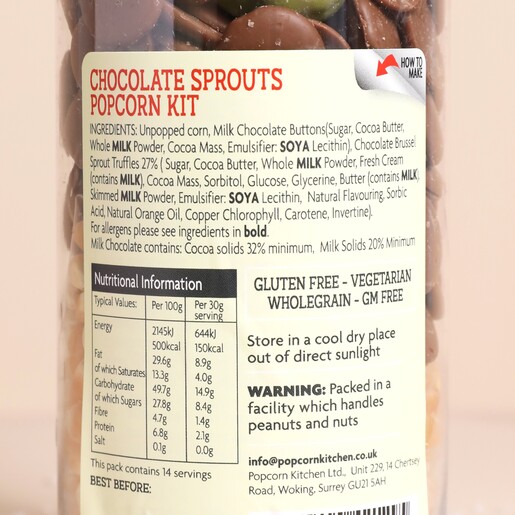 HOW TO
MAKE
CHOCOLATE SPROUTS
POPCORN KIT
INGREDIENTS: Unpopped corn, Milk Chocolate Buttons(Sugar, Cocoa Butter,
Whole MILK Powder, Cocoa Mass, Emulsifier: SOYA Lecithin), Chocolate Brussel
Sprout Truffles 27% ( Sugar, Cocoa Butter, Whole MILK Powder, Fresh Cream
(contains MILK), Cocoa Mass, Sorbitol, Glucose, Glycerine, Butter (contains MILK),
Skimmed MILK Powder, Emulsifier: SOYA Lecithin, Natural Flavouring, Sorbic
Acid, Natural Orange Oil, Copper Chlorophyll, Carotene, Invertine).
For allergens please see ingredients in bold.
Milk Chocolate contains: Cocoa solids 32% minimum, Milk Solids 20% Minimum
Nutritional Information
Typical Values: Per 100g Per 30g serving
Energy 2145kJ 644kJ
500kcal 150kcal
Fat 29.6g 8.9g
of which Saturates 13.3g 4.0g
Carbohydrate 49.7g 14.9g
of which Sugars 27.8g 8.4g
Fibre 4.7g 1.4g
Protein 6.8g 2.1g
Salt 0.1g 0.0g
This pack contains 14 servings
BEST BEFORE:
GLUTEN FREE - VEGETARIAN
WHOLEGRAIN - GM FREE
Store in a cool dry place
out of direct sunlight
WARNING: Packed in a
facility which handles
peanuts and nuts
info@popcornkitchen.co.uk
Popcorn Kitchen Ltd., Unit 229, 14 Chertsey
Road, Woking, Surrey GU21 5AH